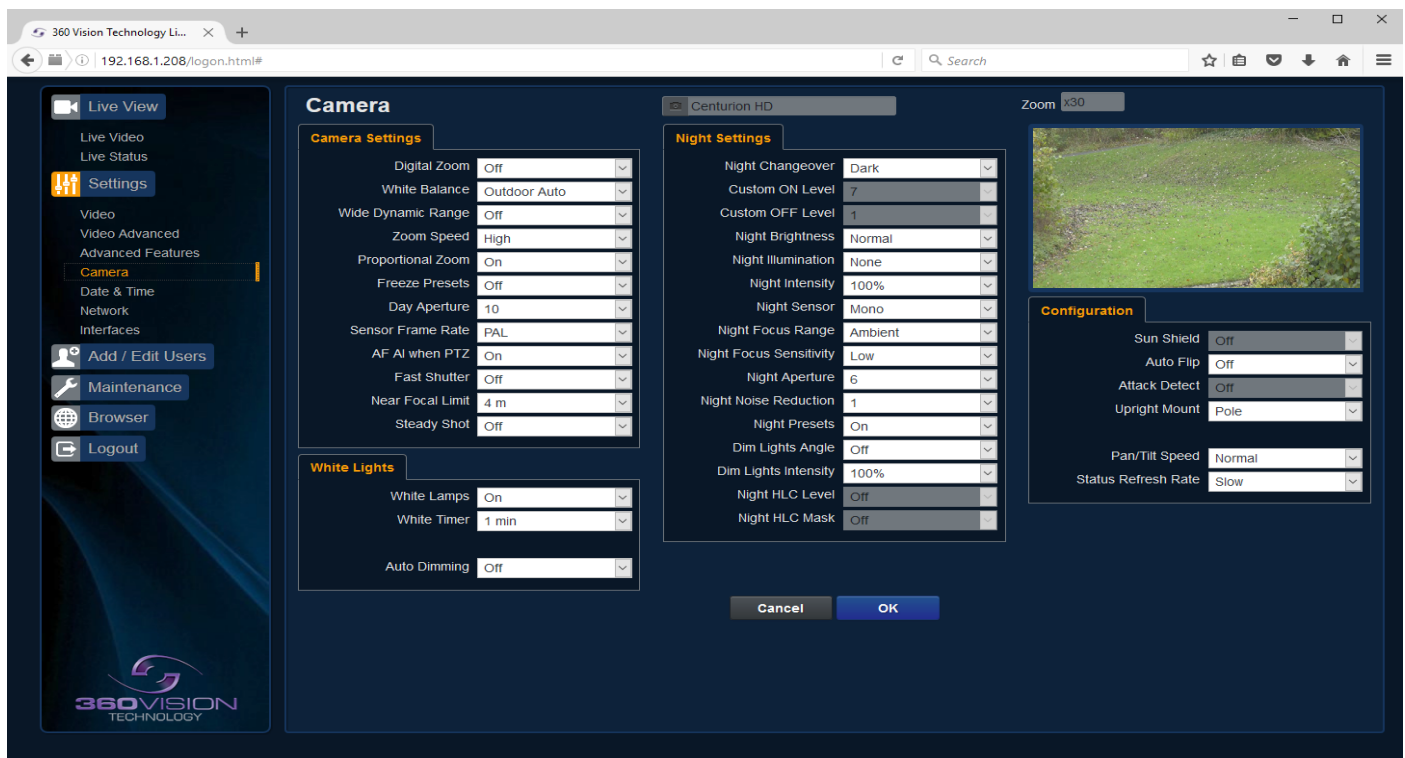 360 Vision Technology Li...
192.168.1.208/logon.html#
Search
Live View
Live Video
Live Status
Settings
Video
Video Advanced
Advanced Features
Camera
Date & Time
Network
Interfaces
Add / Edit Users
Maintenance
Browser
Logout
360VISION
TECHNOLOGY
Camera
Centurion HD
Zoom x30
Camera Settings
Digital Zoom Off
White Balance Outdoor Auto
Wide Dynamic Range Off
Zoom Speed High
Proportional Zoom On
Freeze Presets Off
Day Aperture 10
Sensor Frame Rate PAL
AF AI when PTZ On
Fast Shutter Off
Near Focal Limit 4 m
Steady Shot Off
White Lights
White Lamps On
White Timer 1 min
Auto Dimming Off
Night Settings
Night Changeover Dark
Custom ON Level 7
Custom OFF Level 1
Night Brightness Normal
Night Illumination None
Night Intensity 100%
Night Sensor Mono
Night Focus Range Ambient
Night Focus Sensitivity Low
Night Aperture 6
Night Noise Reduction 1
Night Presets On
Dim Lights Angle Off
Dim Lights Intensity 100%
Night HLC Level Off
Night HLC Mask Off
Configuration
Sun Shield Off
Auto Flip Off
Attack Detect Off
Upright Mount Pole
Pan/Tilt Speed Normal
Status Refresh Rate Slow
Cancel OK